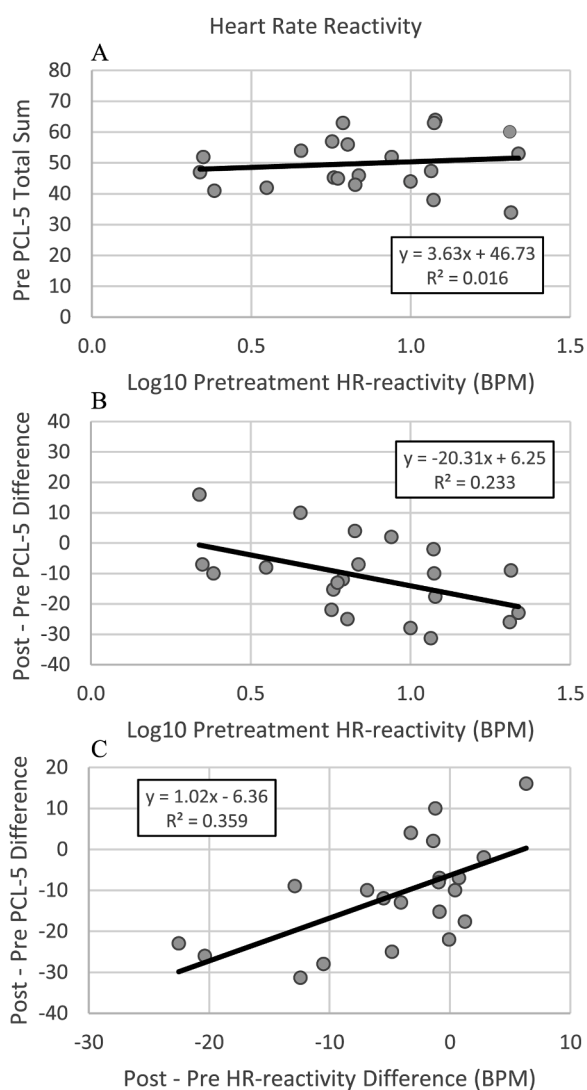 Heart Rate Reactivity
A
Pre PCL-5 Total Sum
80
70
60
50
40
30
20
10
0
y = 3.63x + 46.73
R² = 0.016
0.0 0.5 1.0 1.5
Log10 Pretreatment HR-reactivity (BPM)
B
Post - Pre PCL-5 Difference
40
30
20
10
0
-10
-20
-30
-40
y = -20.31x + 6.25
R² = 0.233
0.0 0.5 1.0 1.5
Log10 Pretreatment HR-reactivity (BPM)
C
Post - Pre PCL-5 Difference
20
10
0
-10
-20
-30
-40
y = 1.02x - 6.36
R² = 0.359
-30 -20 -10 0 10
Post - Pre HR-reactivity Difference (BPM)